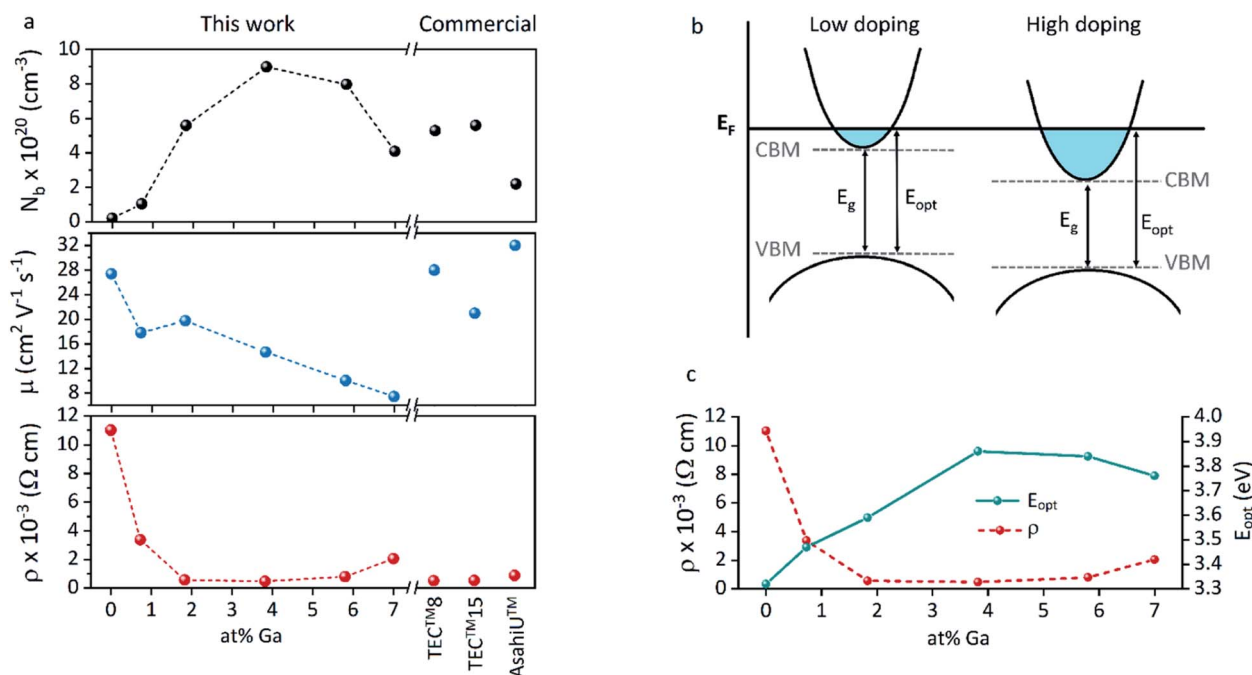 a
This work
Commercial
N_b x 10^20 (cm^-3)
10
8
6
4
2
0
µ (cm^2 V^-1 s^-1)
32
28
24
20
16
12
8
ρ x 10^-3 (Ω cm)
12
10
8
6
4
2
0
0 1 2 3 4 5 6 7
at% Ga
TEC™8
TEC™15
AsahiU™
b
Low doping
High doping
E_F
CBM
E_g
E_opt
VBM
CBM
E_g
E_opt
VBM
c
ρ x 10^-3 (Ω cm)
12
10
8
6
4
2
0
E_opt
ρ
4.0
3.9
3.8
3.7
3.6
3.5
3.4
3.3
E_opt (eV)
0 1 2 3 4 5 6 7
at% Ga